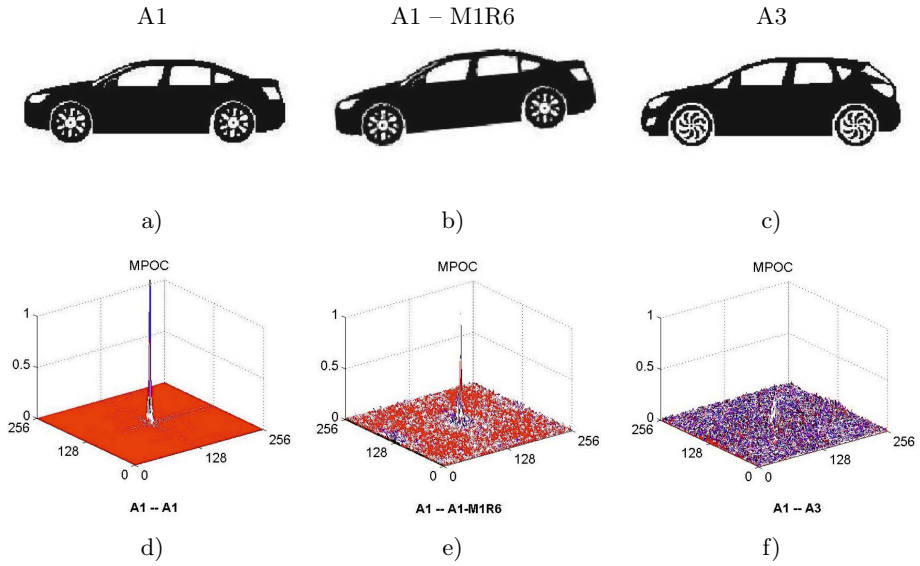 A1 A1 – M1R6 A3
a) b) c)
MPOC MPOC MPOC
1 1 1
0.5 0.5 0.5
0 0 0
256 256 256
128 128 128
0 0 0
0 0 0
128 128 128
256 256 256
A1 -- A1 A1 -- A1-M1R6 A1 -- A3
d) e) f)